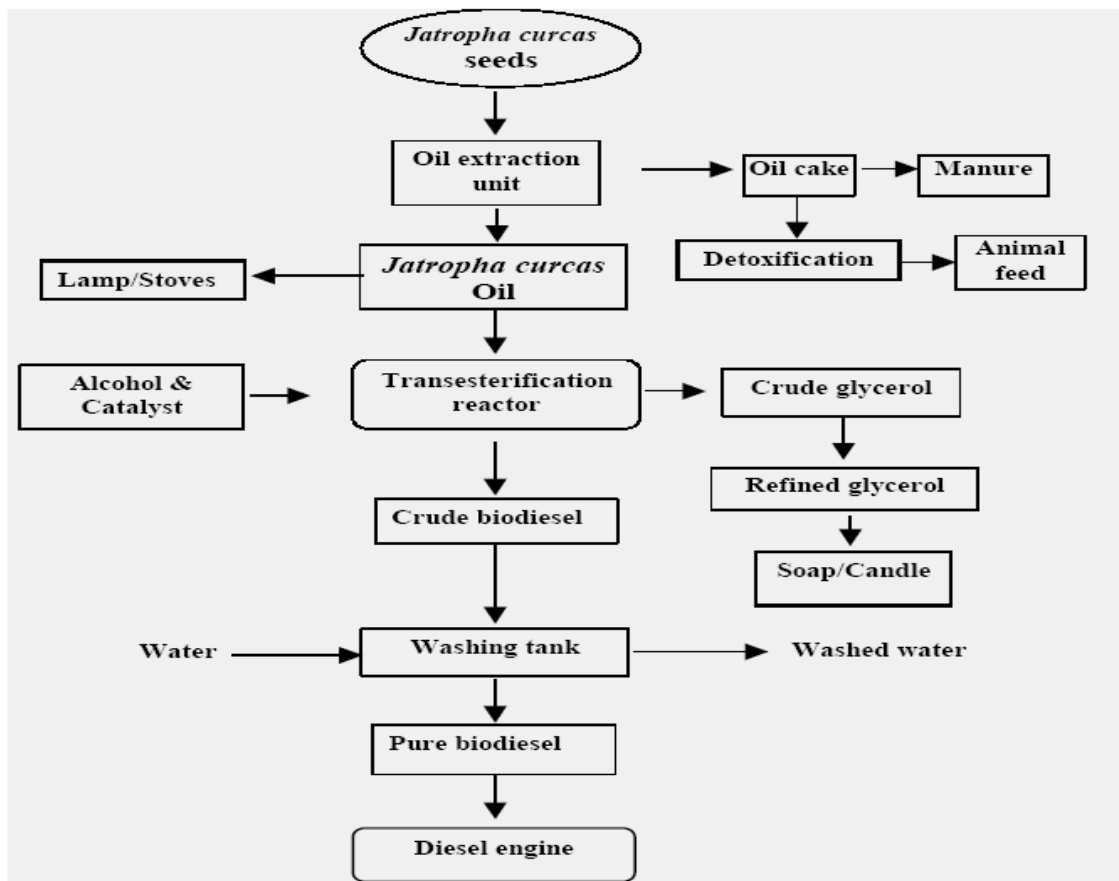 Jatropha curcas
seeds
Oil extraction
unit
Oil cake
Manure
Detoxification
Animal
feed
Jatropha curcas
Oil
Lamp/Stoves
Alcohol &
Catalyst
Transesterification
reactor
Crude glycerol
Refined glycerol
Crude biodiesel
Soap/Candle
Water
Washing tank
Washed water
Pure biodiesel
Diesel engine